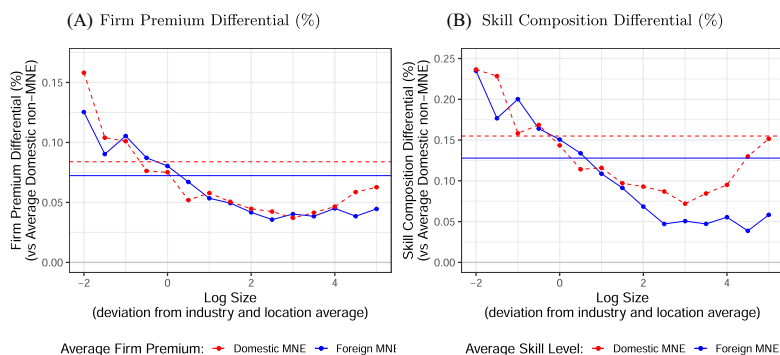 (A) Firm Premium Differential (%)
Firm Premium Differential (%)
(vs Average Domestic non−MNE)
0.15
0.10
0.05
0.00
−2
0
2
4
Log Size
(deviation from industry and location average)
Average Firm Premium: Domestic MNE Foreign MNE
(B) Skill Composition Differential (%)
Skill Composition Differential (%)
(vs Average Domestic non−MNE)
0.25
0.20
0.15
0.10
0.05
0.00
−2
0
2
4
Log Size
(deviation from industry and location average)
Average Skill Level: Domestic MNE Foreign MNE